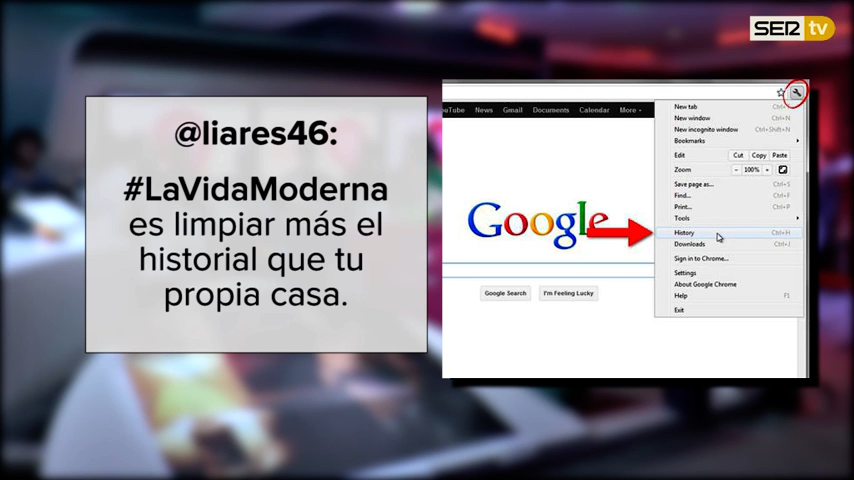 SER tv
@liares46:
#LaVidaModerna
es limpiar más el
historial que tu
propia casa.
YouTube News Gmail Documents Calendar More
Google
Google Search I'm Feeling Lucky
New tab
New window Ctrl+N
New incognito window Ctrl+Shift+N
Bookmarks
Edit Cut Copy Paste
Zoom - 100% +
Save page as... Ctrl+S
Find... Ctrl+F
Print... Ctrl+P
Tools
History Ctrl+H
Downloads Ctrl+J
Sign in to Chrome...
Settings
About Google Chrome
Help F1
Exit